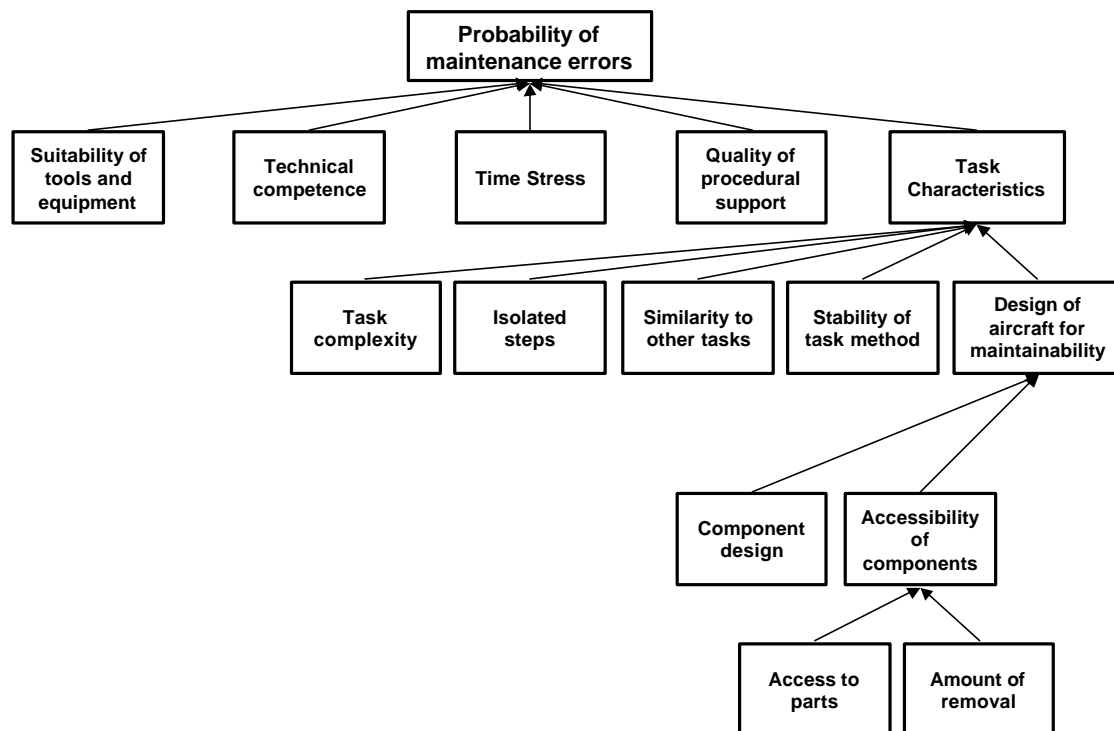 Probability of
maintenance errors
Suitability of
tools and
equipment
Technical
competence
Time Stress
Quality of
procedural
support
Task
Characteristics
Task
complexity
Isolated
steps
Similarity to
other tasks
Stability of
task method
Design of
aircraft for
maintainability
Component
design
Accessibility
of
components
Access to
parts
Amount of
removal